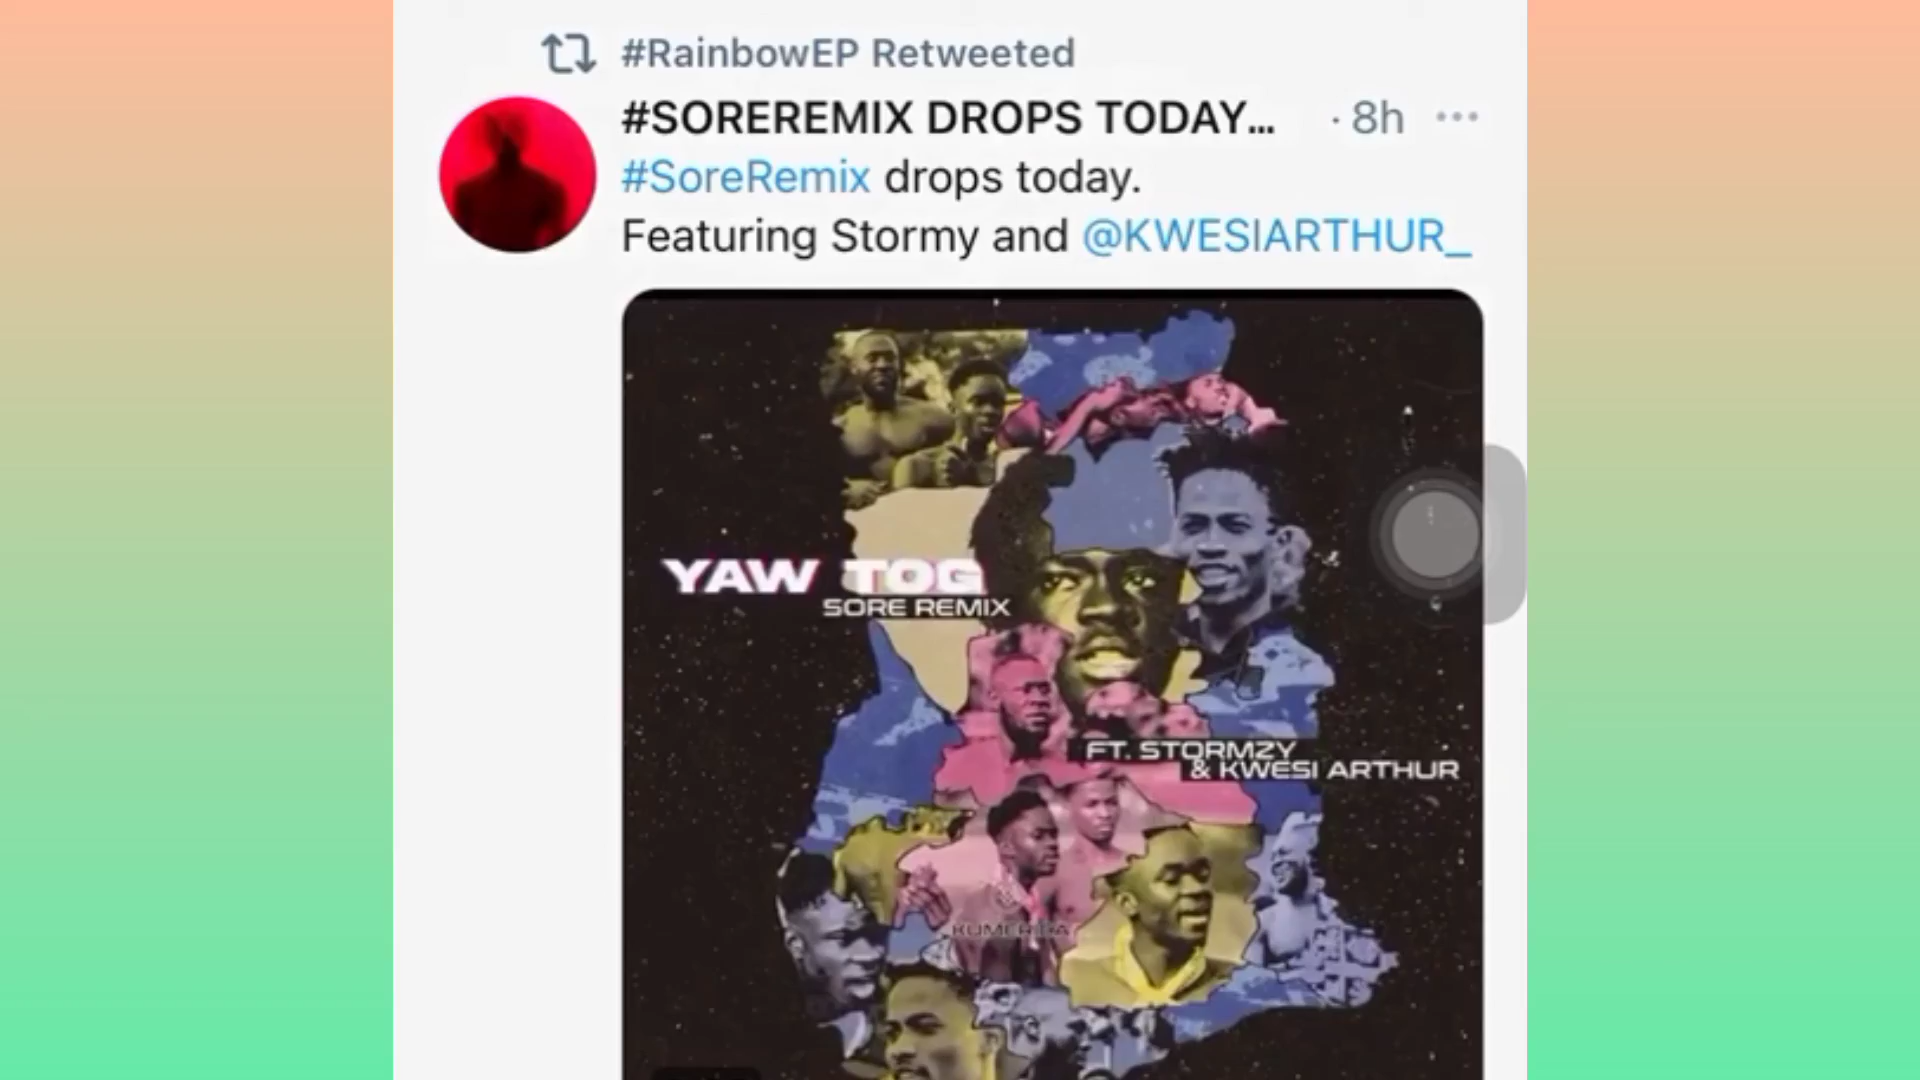 #RainbowEP Retweeted
#SOREREMIX DROPS TODAY... · 8h
#SoreRemix drops today.
Featuring Stormy and @KWESIARTHUR_
YAW TOG
SORE REMIX
FT. STORMZY
& KWESI ARTHUR